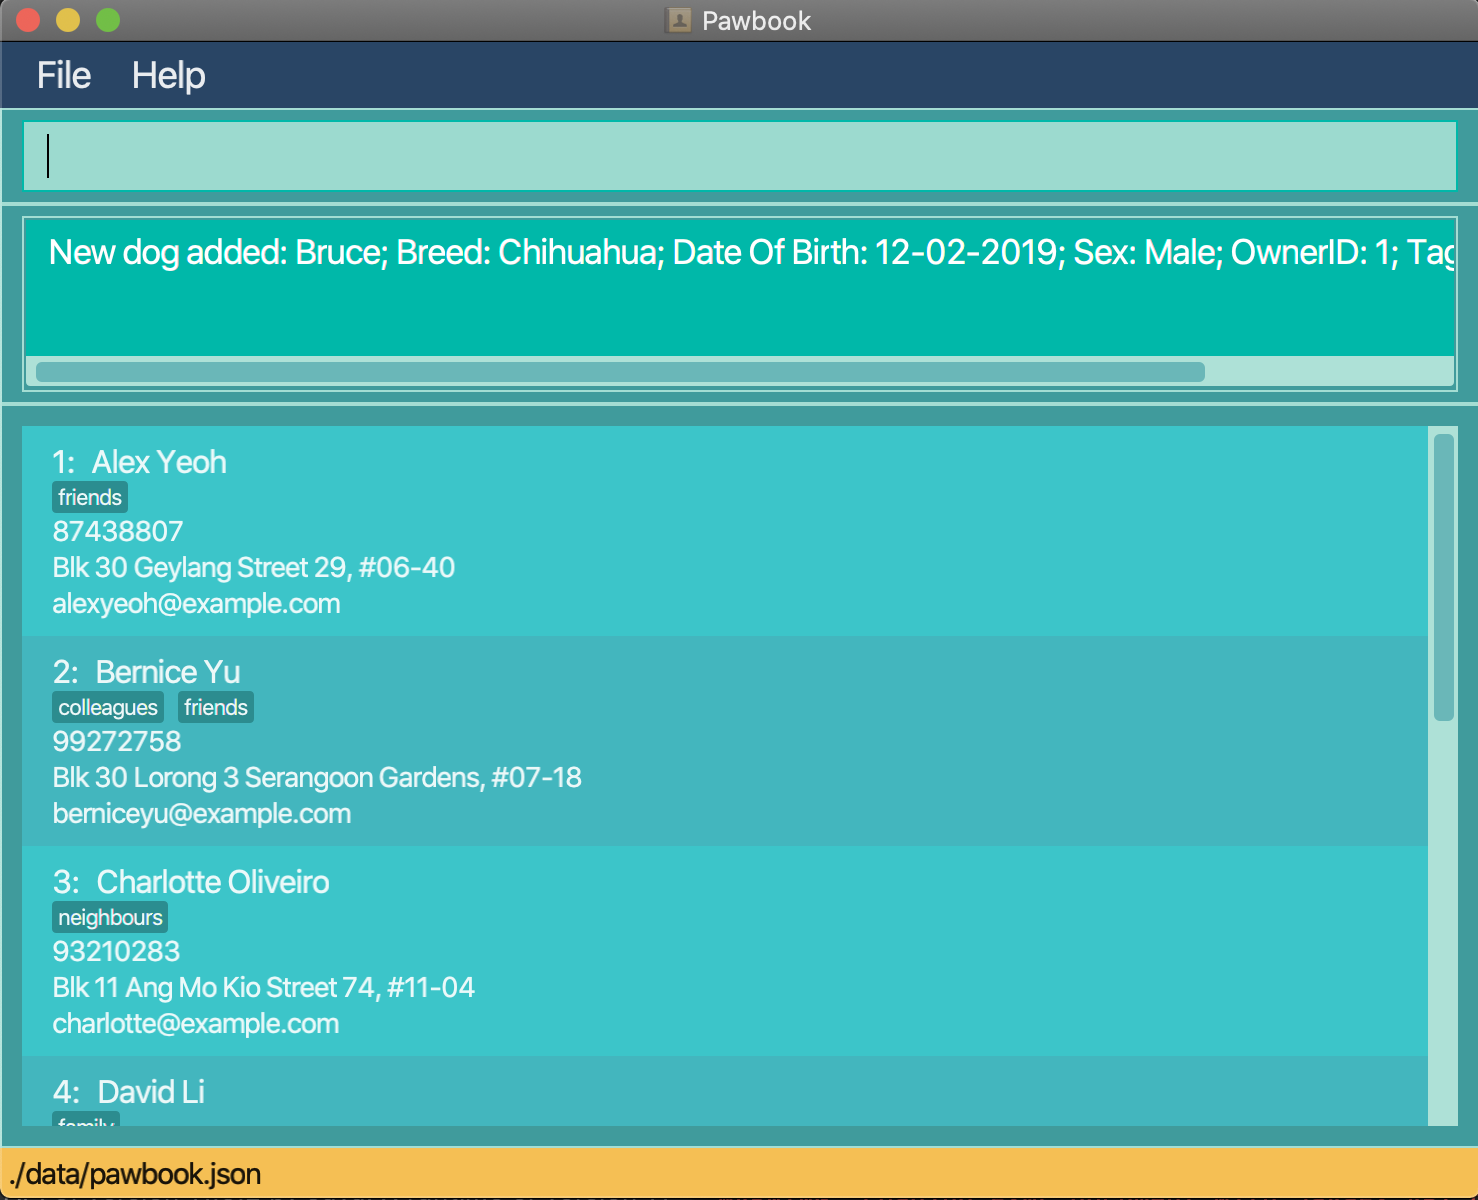 Pawbook
File Help
New dog added: Bruce; Breed: Chihuahua; Date Of Birth: 12-02-2019; Sex: Male; OwnerID: 1; Tag
1: Alex Yeoh
friends
87438807
Blk 30 Geylang Street 29, #06-40
alexyeoh@example.com
2: Bernice Yu
colleagues friends
99272758
Blk 30 Lorong 3 Serangoon Gardens, #07-18
berniceyu@example.com
3: Charlotte Oliveiro
neighbours
93210283
Blk 11 Ang Mo Kio Street 74, #11-04
charlotte@example.com
4: David Li
family
./data/pawbook.json